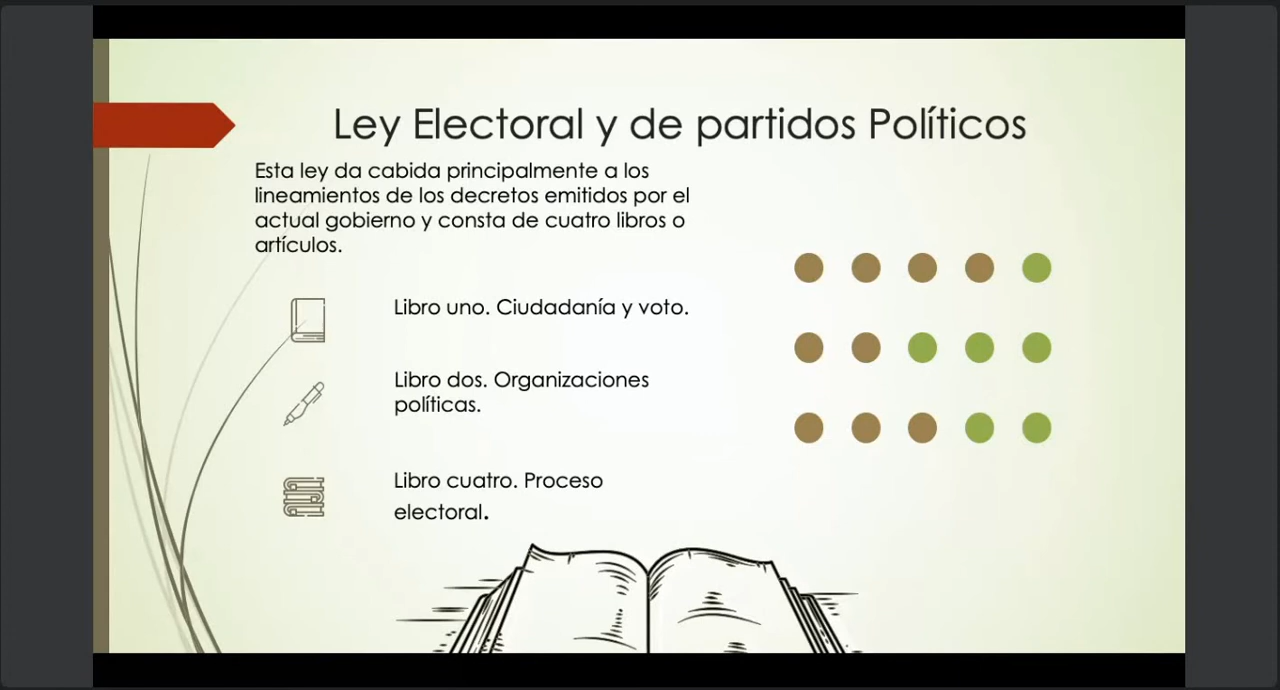 Ley Electoral y de partidos Políticos
Esta ley da cabida principalmente a los
lineamientos de los decretos emitidos por el
actual gobierno y consta de cuatro libros o
artículos.
Libro uno. Ciudadanía y voto.
Libro dos. Organizaciones
políticas.
Libro cuatro. Proceso
electoral.